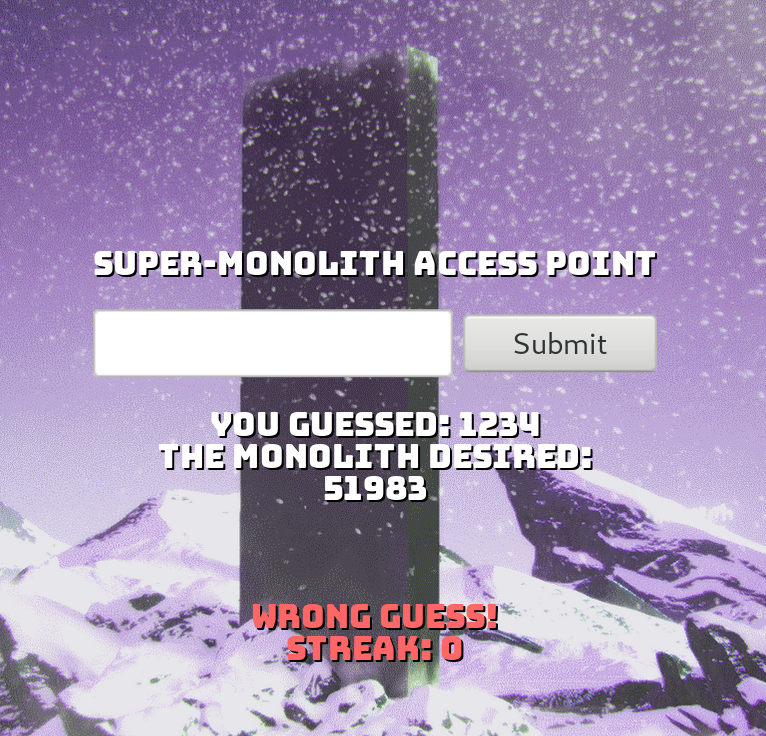 SUPER-MONOLITH ACCESS POINT
Submit
YOU GUESSED: 1234
THE MONOLITH DESIRED:
51983
WRONG GUESS!
STREAK: 0